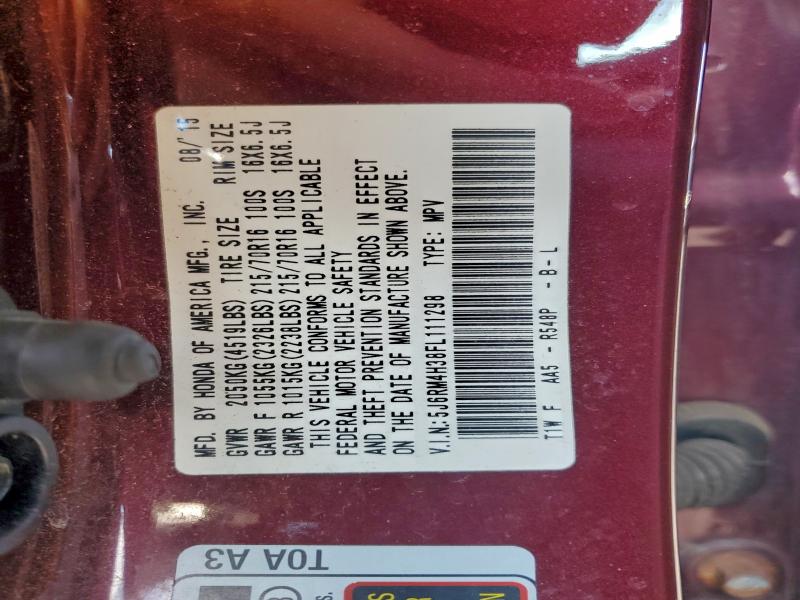 MFD. BY HONDA OF AMERICA MFG., INC. 08/'15
GVWR 2050KG(4519LBS) TIRE SIZE RIM SIZE
GAWR F 1055KG(2326LBS) 215/70R16 100S 16X6.5J
GAWR R 1015KG(2238LBS) 215/70R16 100S 16X6.5J
THIS VEHICLE CONFORMS TO ALL APPLICABLE
FEDERAL MOTOR VEHICLE SAFETY
AND THEFT PREVENTION STANDARDS IN EFFECT
ON THE DATE OF MANUFACTURE SHOWN ABOVE.
V.I.N.:5J6RM4H38FL111298 TYPE: MPV
T1W F AA5 - R548P - B - L
T0A A3